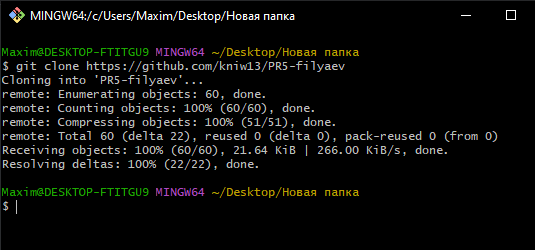 MINGW64:/c/Users/Maxim/Desktop/Новая папка
Maxim@DESKTOP-FTITGU9 MINGW64 ~/Desktop/Новая папка
$ git clone https://github.com/kniw13/PR5-filyaev
Cloning into 'PR5-filyaev'...
remote: Enumerating objects: 60, done.
remote: Counting objects: 100% (60/60), done.
remote: Compressing objects: 100% (51/51), done.
remote: Total 60 (delta 22), reused 0 (delta 0), pack-reused 0 (from 0)
Receiving objects: 100% (60/60), 21.64 KiB | 266.00 KiB/s, done.
Resolving deltas: 100% (22/22), done.
Maxim@DESKTOP-FTITGU9 MINGW64 ~/Desktop/Новая папка
$